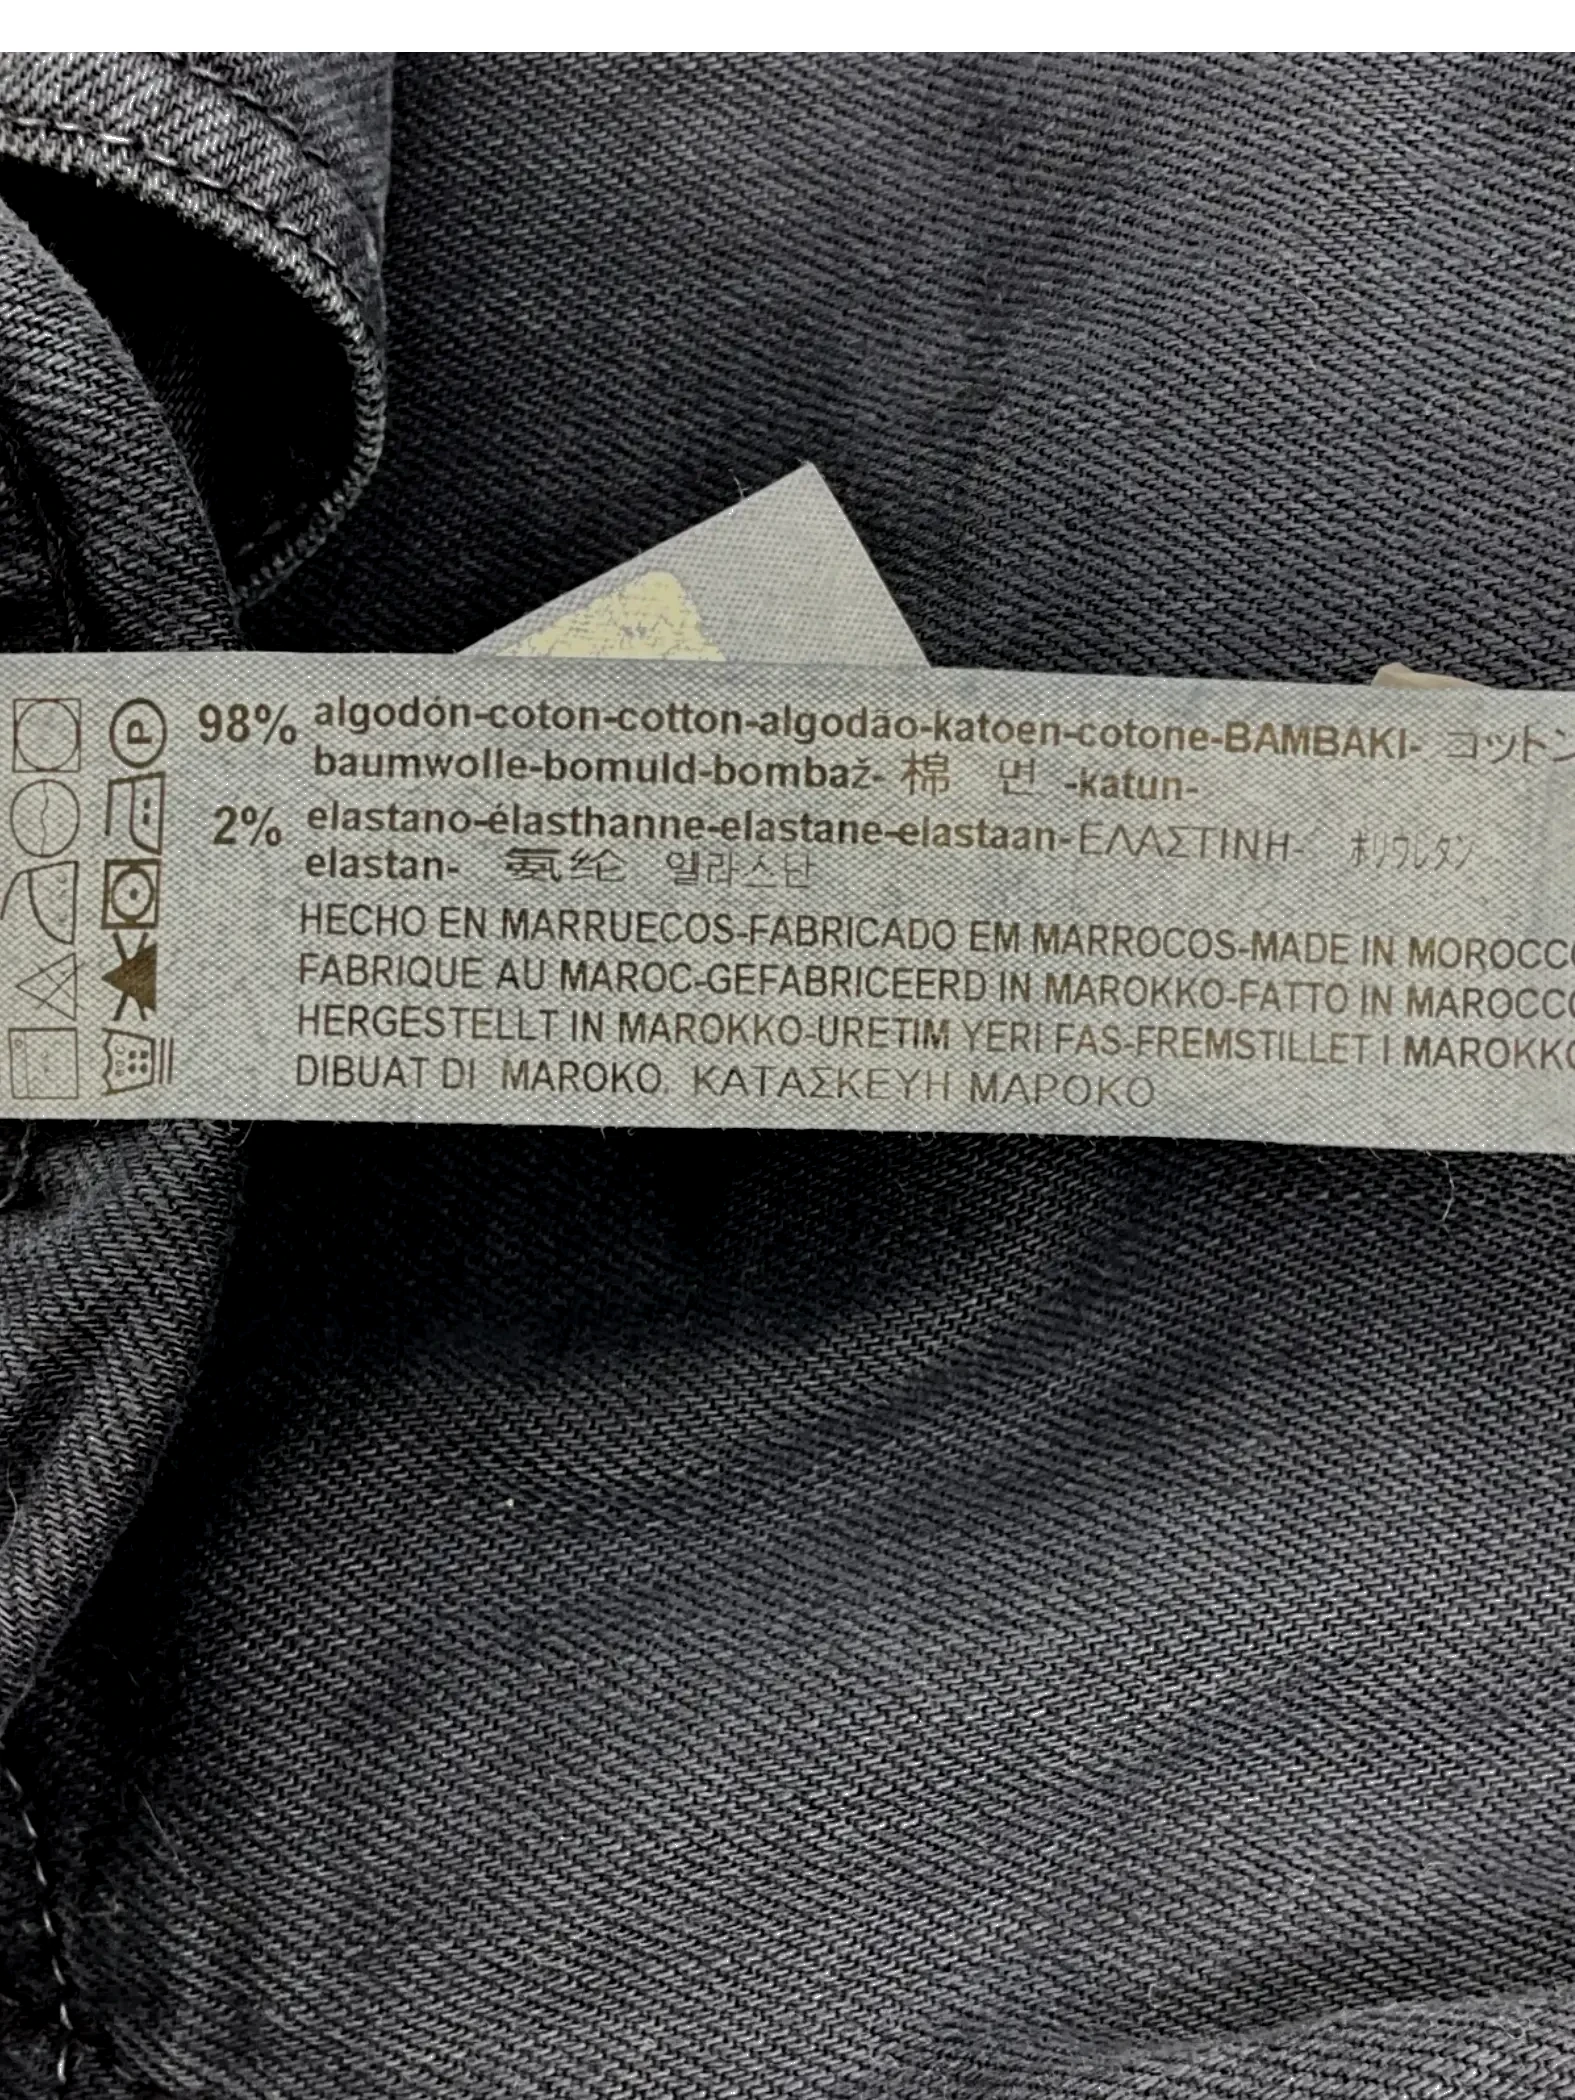 98% algodón-coton-cotton-algodão-katoen-cotone-BAMBAKI- コットン
baumwolle-bomuld-bombaž- 棉 면 -katun-
2% elastano-élasthanne-elastane-elastaan-ΕΛΑΣΤΙΝΗ- ポリウレタン
elastan- 氨纶 엘라스탄
HECHO EN MARRUECOS-FABRICADO EM MARROCOS-MADE IN MOROCCO
FABRIQUE AU MAROC-GEFABRICEERD IN MAROKKO-FATTO IN MAROCCO
HERGESTELLT IN MAROKKO-URETIM YERI FAS-FREMSTILLET I MAROKKO
DIBUAT DI MAROKO. ΚΑΤΑΣΚΕΥΗ ΜΑΡΟΚΟ
P